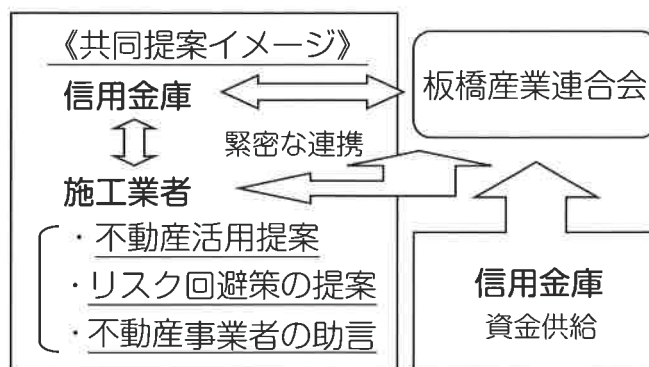 《共同提案イメージ》
信用金庫
緊密な連携
施工業者
・不動産活用提案
・リスク回避策の提案
・不動産事業者の助言
板橋産業連合会
信用金庫
資金供給